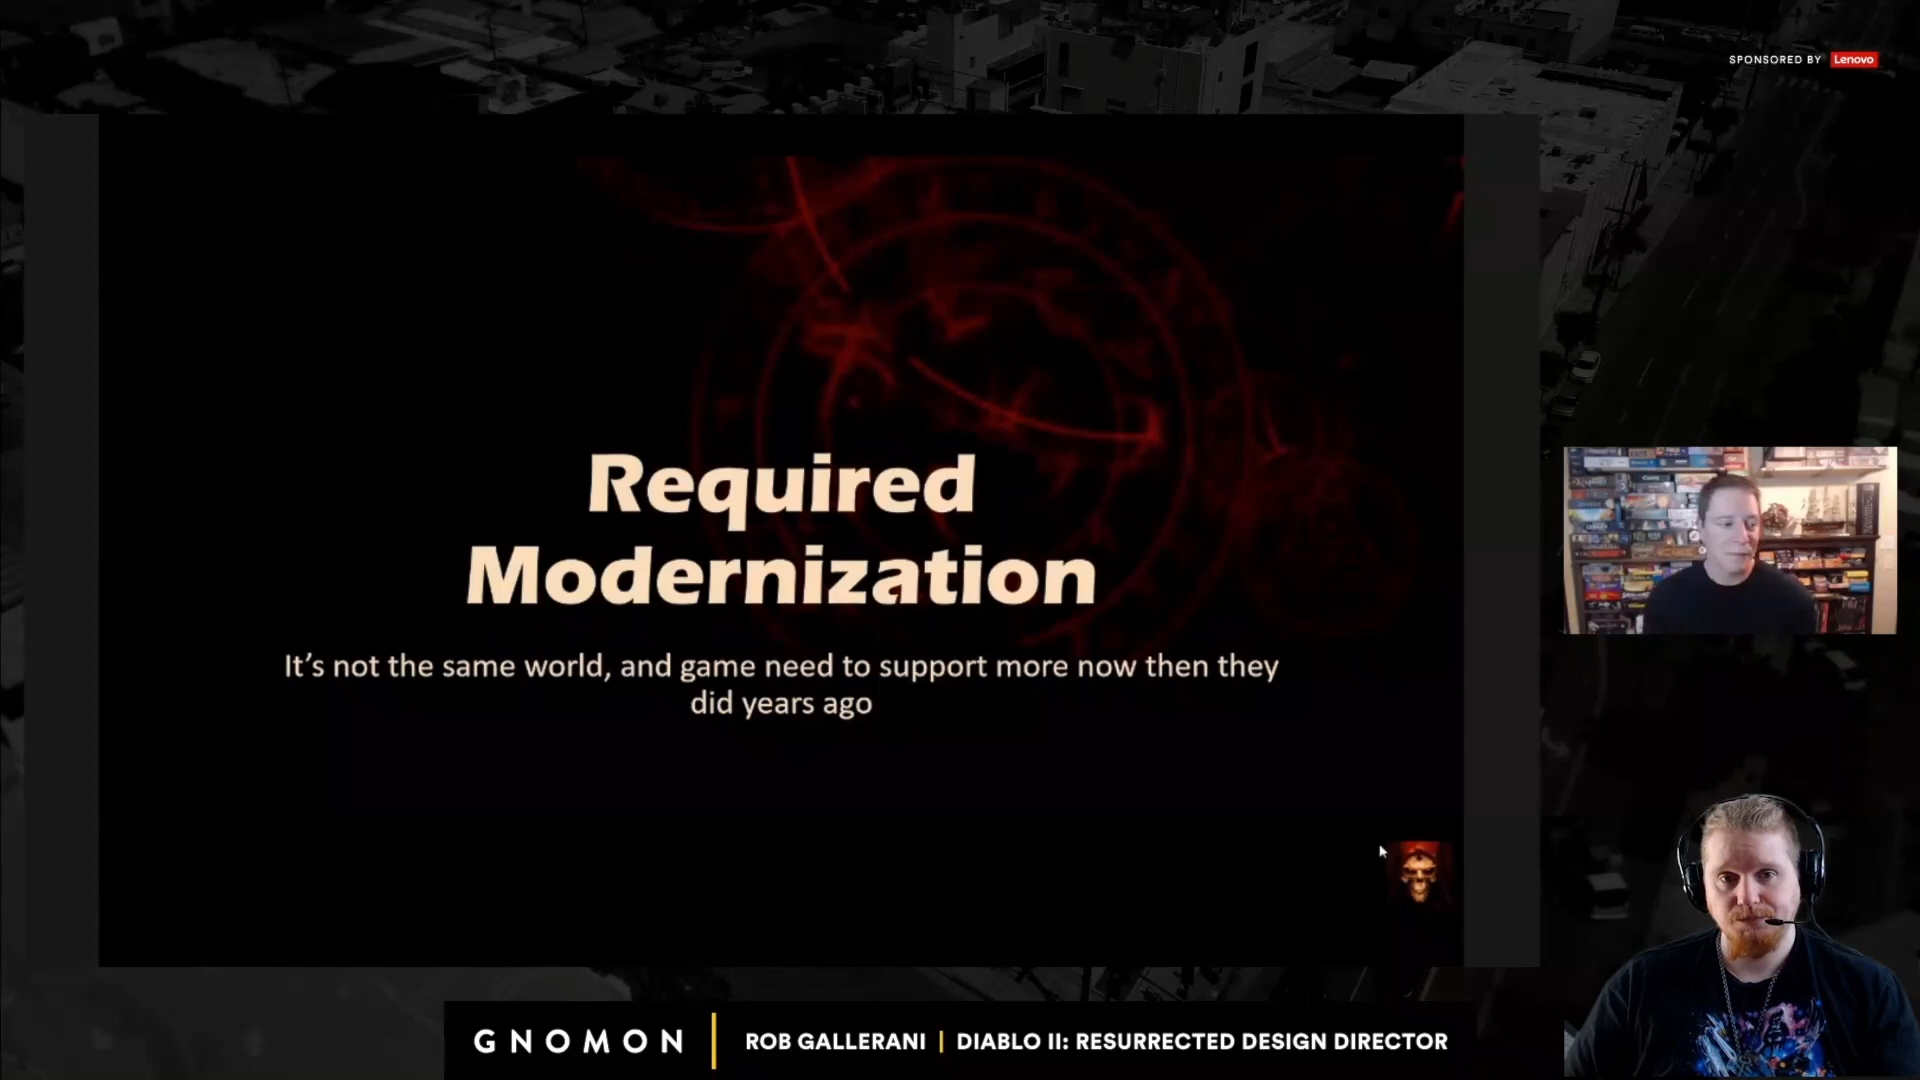 SPONSORED BY Lenovo
Required
Modernization
It's not the same world, and game need to support more now then they
did years ago
GNOMON | ROB GALLERANI | DIABLO II: RESURRECTED DESIGN DIRECTOR